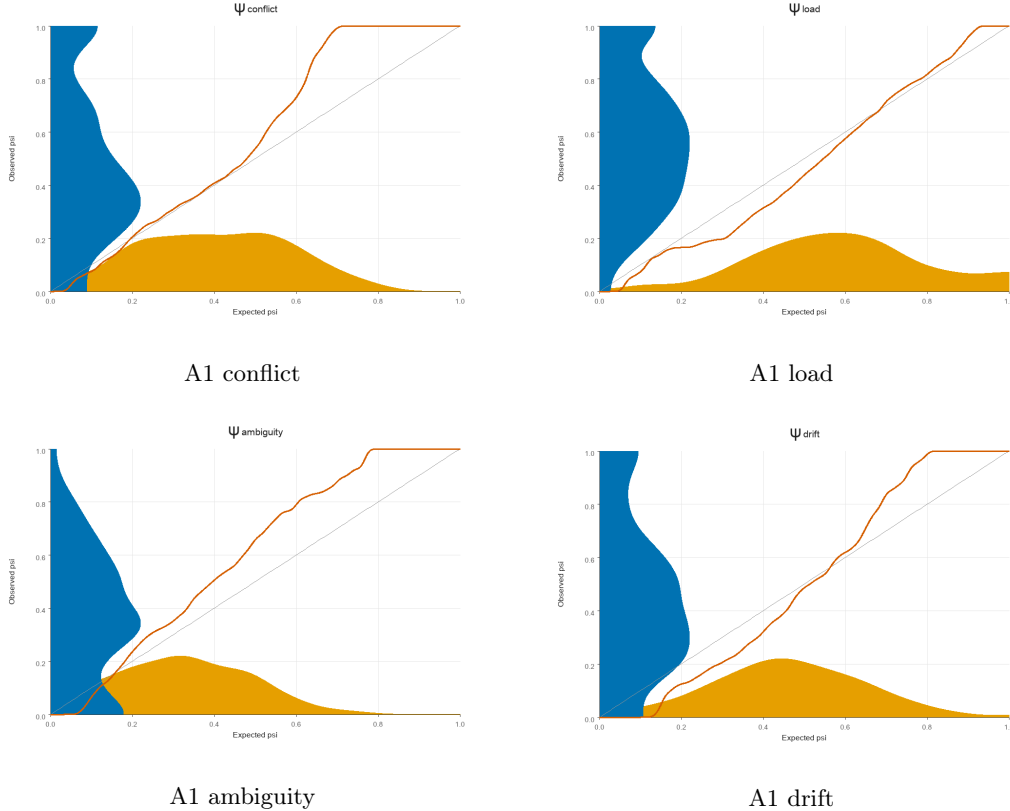 Ψ conflict
1.0
0.8
0.6
0.4
0.2
0.0
Observed psi
0.0 0.2 0.4 0.6 0.8 1.0
Expected psi
A1 conflict
Ψ load
1.0
0.8
0.6
0.4
0.2
0.0
Observed psi
0.0 0.2 0.4 0.6 0.8 1.
Expected psi
A1 load
Ψ ambiguity
1.0
0.8
0.6
0.4
0.2
0.0
Observed psi
0.0 0.2 0.4 0.6 0.8 1.0
Expected psi
A1 ambiguity
Ψ drift
1.0
0.8
0.6
0.4
0.2
0.0
Observed psi
0.0 0.2 0.4 0.6 0.8 1.
Expected psi
A1 drift